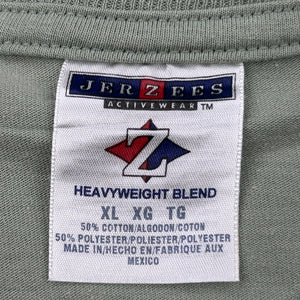 JERZEES
ACTIVEWEAR™
Z
HEAVYWEIGHT BLEND
XL XG TG
50% COTTON/ALGODON/COTON
50% POLYESTER/POLIESTER/POLYESTER
MADE IN/HECHO EN/FABRIQUE AUX
MEXICO